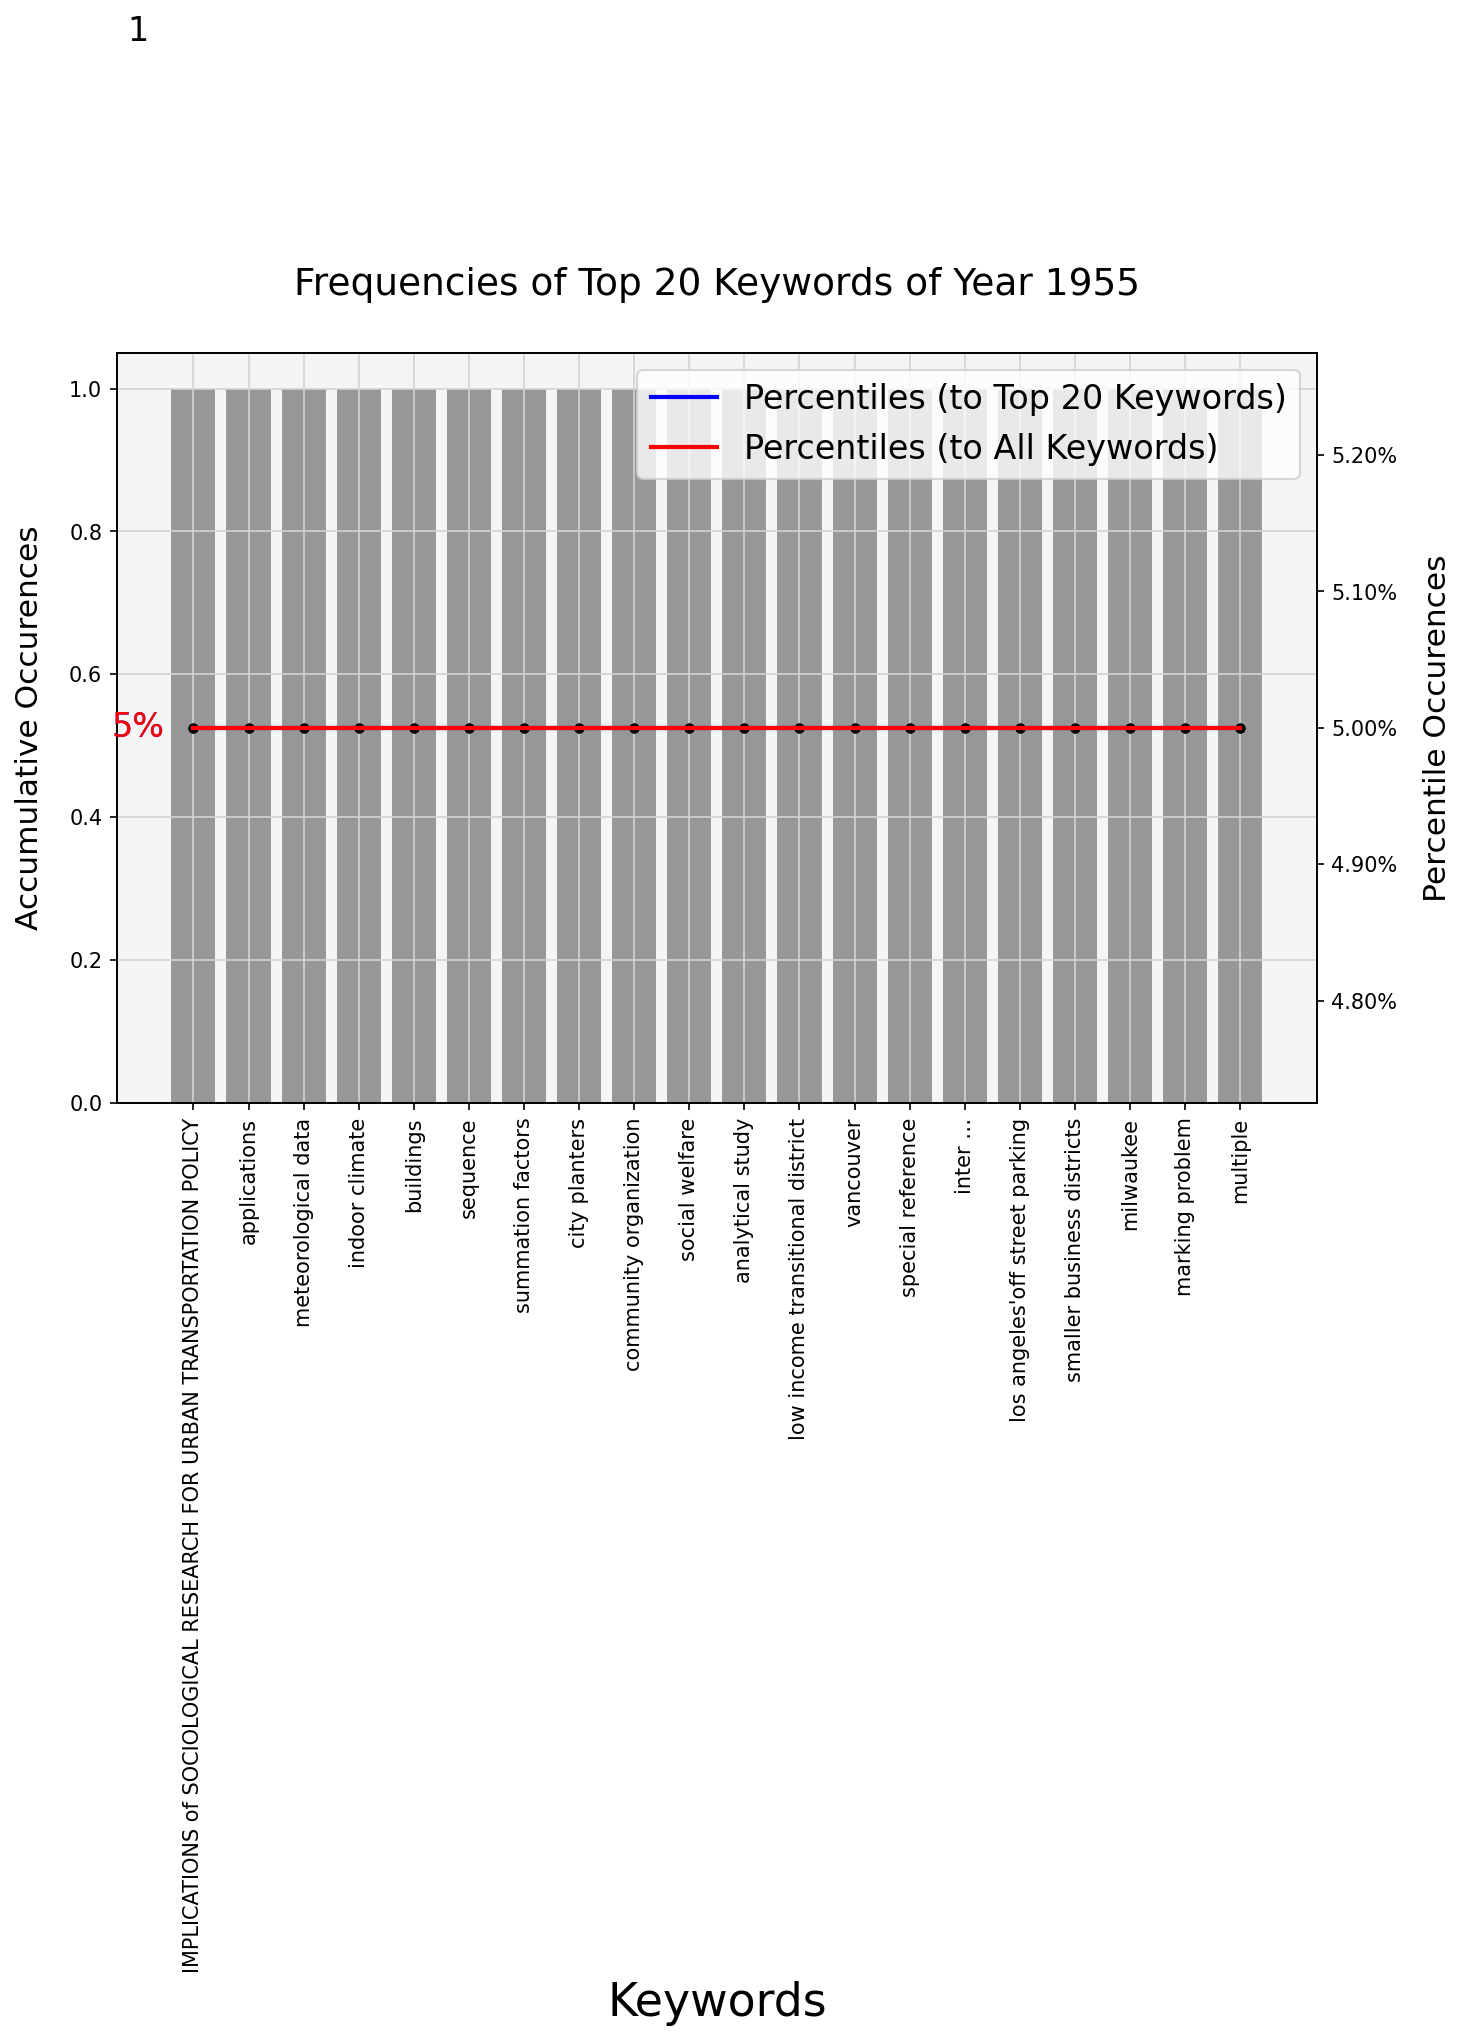 1
Frequencies of Top 20 Keywords of Year 1955
Percentiles (to Top 20 Keywords)
Percentiles (to All Keywords)
Accumulative Occurences
1.0
0.8
0.6
0.4
0.2
0.0
5%
5.20%
5.10%
5.00%
4.90%
4.80%
Percentile Occurences
IMPLICATIONS of SOCIOLOGICAL RESEARCH FOR URBAN TRANSPORTATION POLICY
applications
meteorological data
indoor climate
buildings
sequence
summation factors
city planters
community organization
social welfare
analytical study
low income transitional district
vancouver
special reference
inter ...
los angeles'off street parking
smaller business districts
milwaukee
marking problem
multiple
Keywords